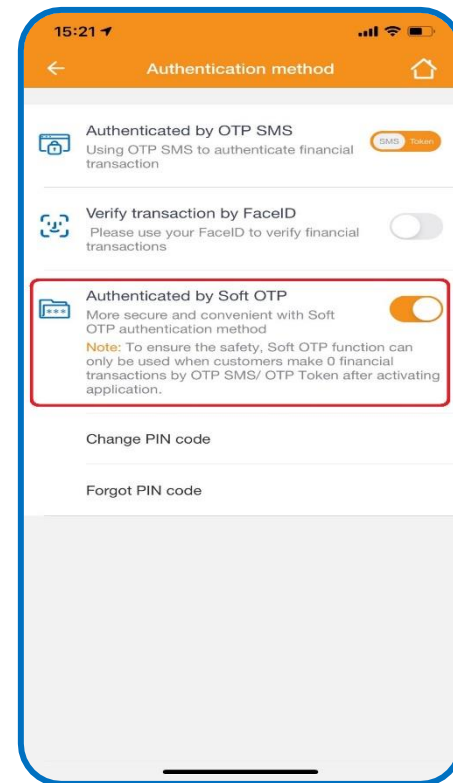 15:21
Authentication method
Authenticated by OTP SMS
Using OTP SMS to authenticate financial
transaction
SMS Token
Verify transaction by FaceID
Please use your FaceID to verify financial
transactions
Authenticated by Soft OTP
More secure and convenient with Soft
OTP authentication method
Note: To ensure the safety, Soft OTP function can
only be used when customers make 0 financial
transactions by OTP SMS/ OTP Token after activating
application.
Change PIN code
Forgot PIN code